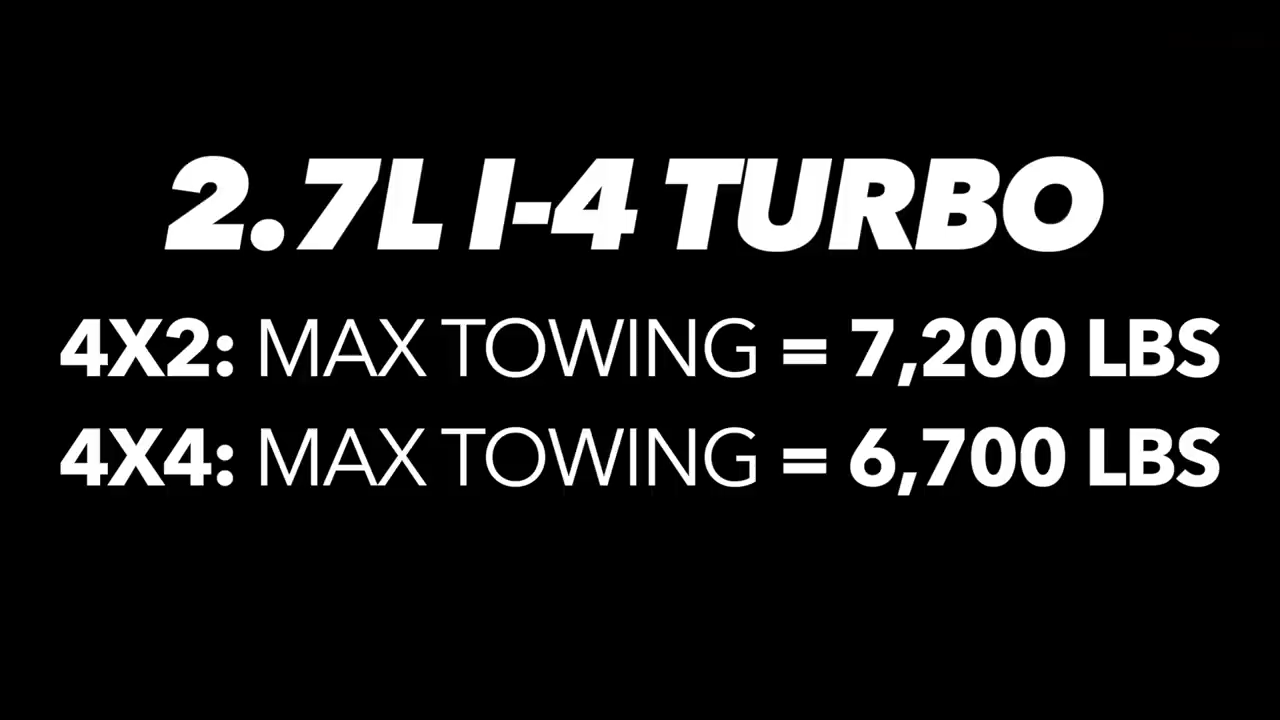 2.7L I-4 TURBO
4X2: MAX TOWING = 7,200 LBS
4X4: MAX TOWING = 6,700 LBS